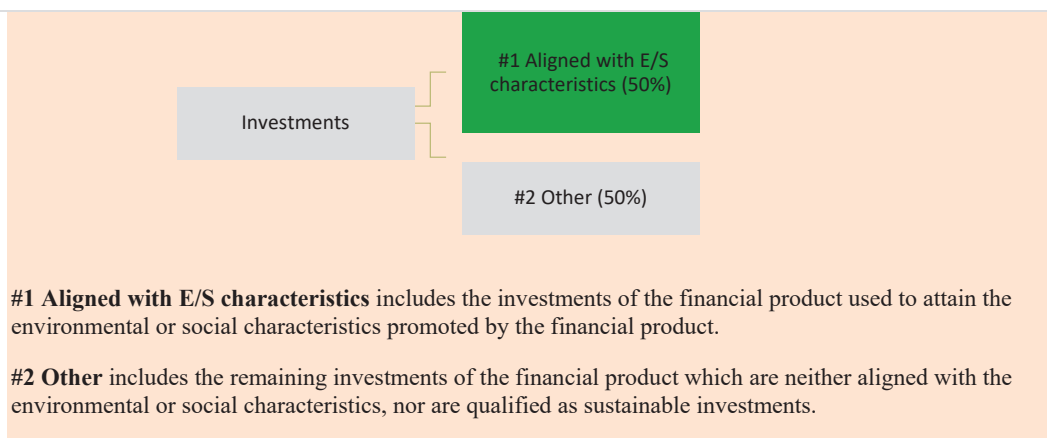 #1 Aligned with E/S
characteristics (50%)
Investments
#2 Other (50%)
#1 Aligned with E/S characteristics includes the investments of the financial product used to attain the
environmental or social characteristics promoted by the financial product.
#2 Other includes the remaining investments of the financial product which are neither aligned with the
environmental or social characteristics, nor are qualified as sustainable investments.